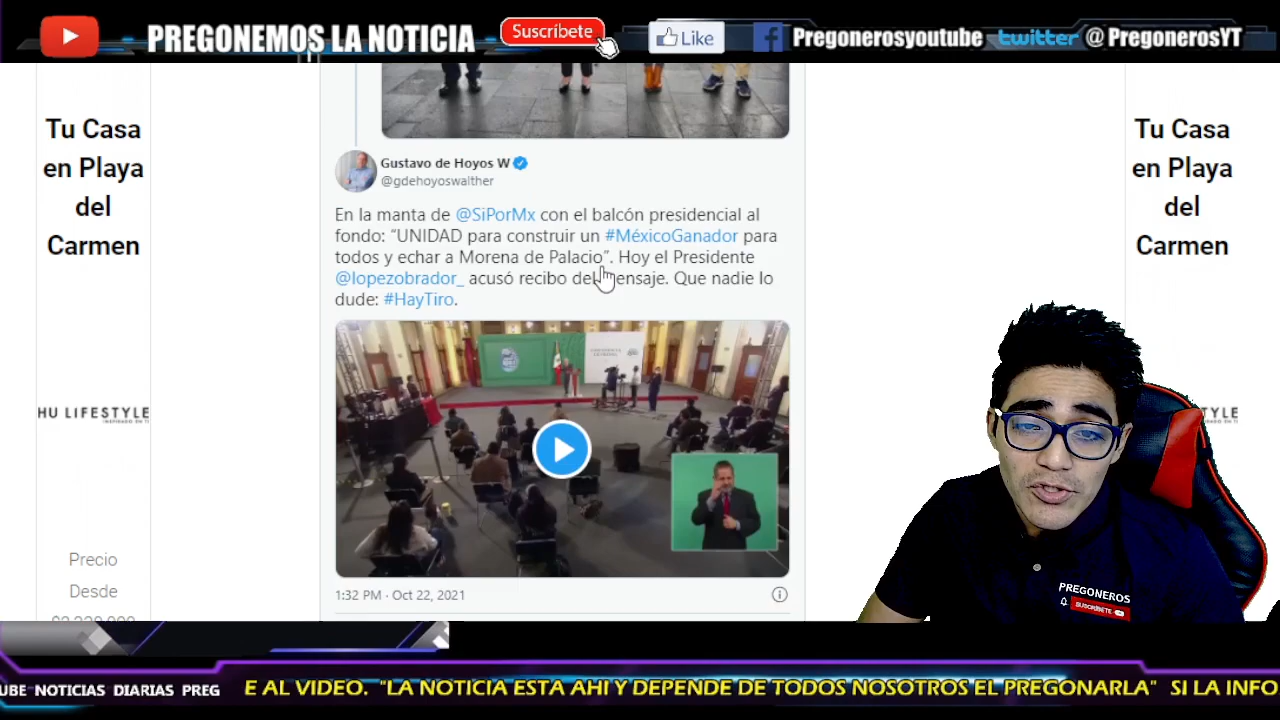 PREGONEMOS LA NOTICIA
Suscríbete
Like
Pregonerosyoutube
twitter @PregonerosYT
Tu Casa
en Playa
del
Carmen
HU LIFESTYLE
Precio
Desde
Gustavo de Hoyos W
@gdehoyoswalther
En la manta de @SiPorMx con el balcón presidencial al
fondo: “UNIDAD para construir un #MéxicoGanador para
todos y echar a Morena de Palacio”. Hoy el Presidente
@lopezobrador_ acusó recibo del mensaje. Que nadie lo
dude: #HayTiro.
1:32 PM · Oct 22, 2021
Tu Casa
en Playa
del
Carmen
TYLE
PREGONEROS
SUSCRIBETE
UBE NOTICIAS DIARIAS PREG
E AL VIDEO. "LA NOTICIA ESTA AHI Y DEPENDE DE TODOS NOSOTROS EL PREGONARLA" SI LA INFO